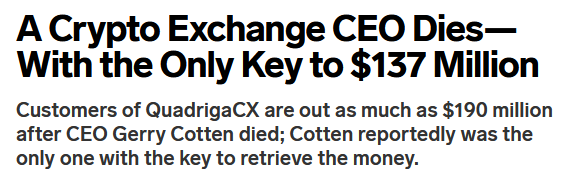 A Crypto Exchange CEO Dies—
With the Only Key to $137 Million
Customers of QuadrigaCX are out as much as $190 million
after CEO Gerry Cotten died; Cotten reportedly was the
only one with the key to retrieve the money.